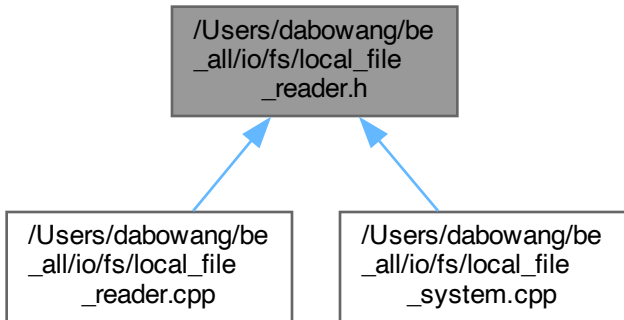 /Users/dabowang/be
_all/io/fs/local_file
_reader.h
/Users/dabowang/be
_all/io/fs/local_file
_reader.cpp
/Users/dabowang/be
_all/io/fs/local_file
_system.cpp